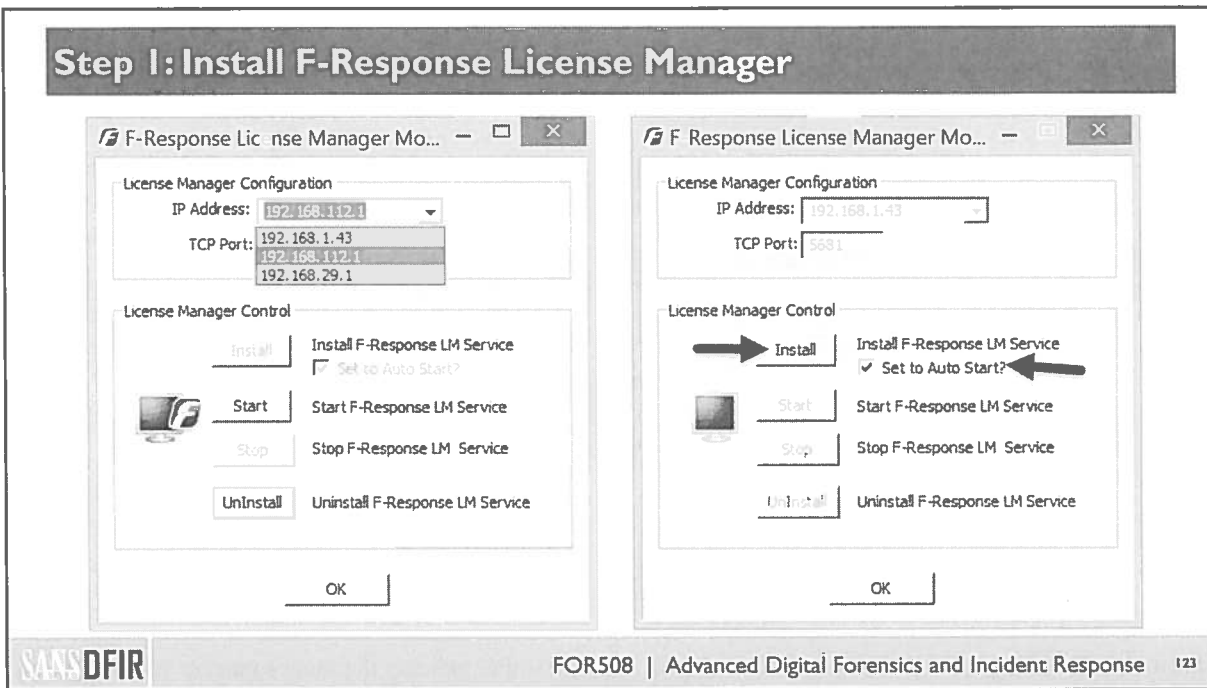 Step 1: Install F-Response License Manager
F-Response Lic nse Manager Mo...
License Manager Configuration
IP Address: 192.168.112.1
TCP Port:
192.168.1.43
192.168.112.1
192.168.29.1
License Manager Control
Install
Install F-Response LM Service
Set to Auto Start?
Start
Start F-Response LM Service
Stop
Stop F-Response LM Service
UnInstall
Uninstall F-Response LM Service
OK
F Response License Manager Mo...
License Manager Configuration
IP Address: 192.168.1.43
TCP Port: 5681
License Manager Control
Install
Install F-Response LM Service
Set to Auto Start?
Start
Start F-Response LM Service
Stop
Stop F-Response LM Service
UnInstall
Uninstall F-Response LM Service
OK
SANS DFIR
FOR508 | Advanced Digital Forensics and Incident Response 123